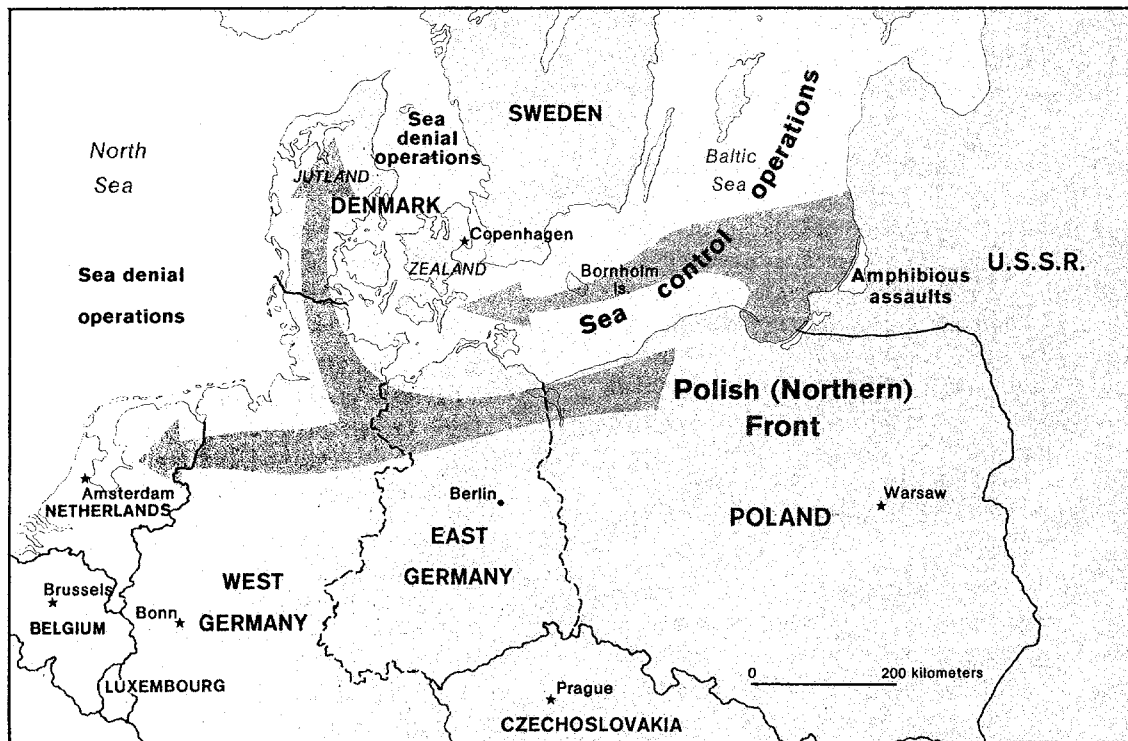 SWEDEN
Sea
denial
operations
North
Sea
JUTLAND
DENMARK
Baltic
Sea
Sea control operations
Copenhagen
ZEALAND
Bornholm
Is.
U.S.S.R.
Amphibious
assaults
Sea denial
operations
Polish (Northern)
Front
Amsterdam
NETHERLANDS
Berlin
Warsaw
POLAND
EAST
GERMANY
WEST
GERMANY
Brussels
BELGIUM
Bonn
LUXEMBOURG
0 200 kilometers
Prague
CZECHOSLOVAKIA